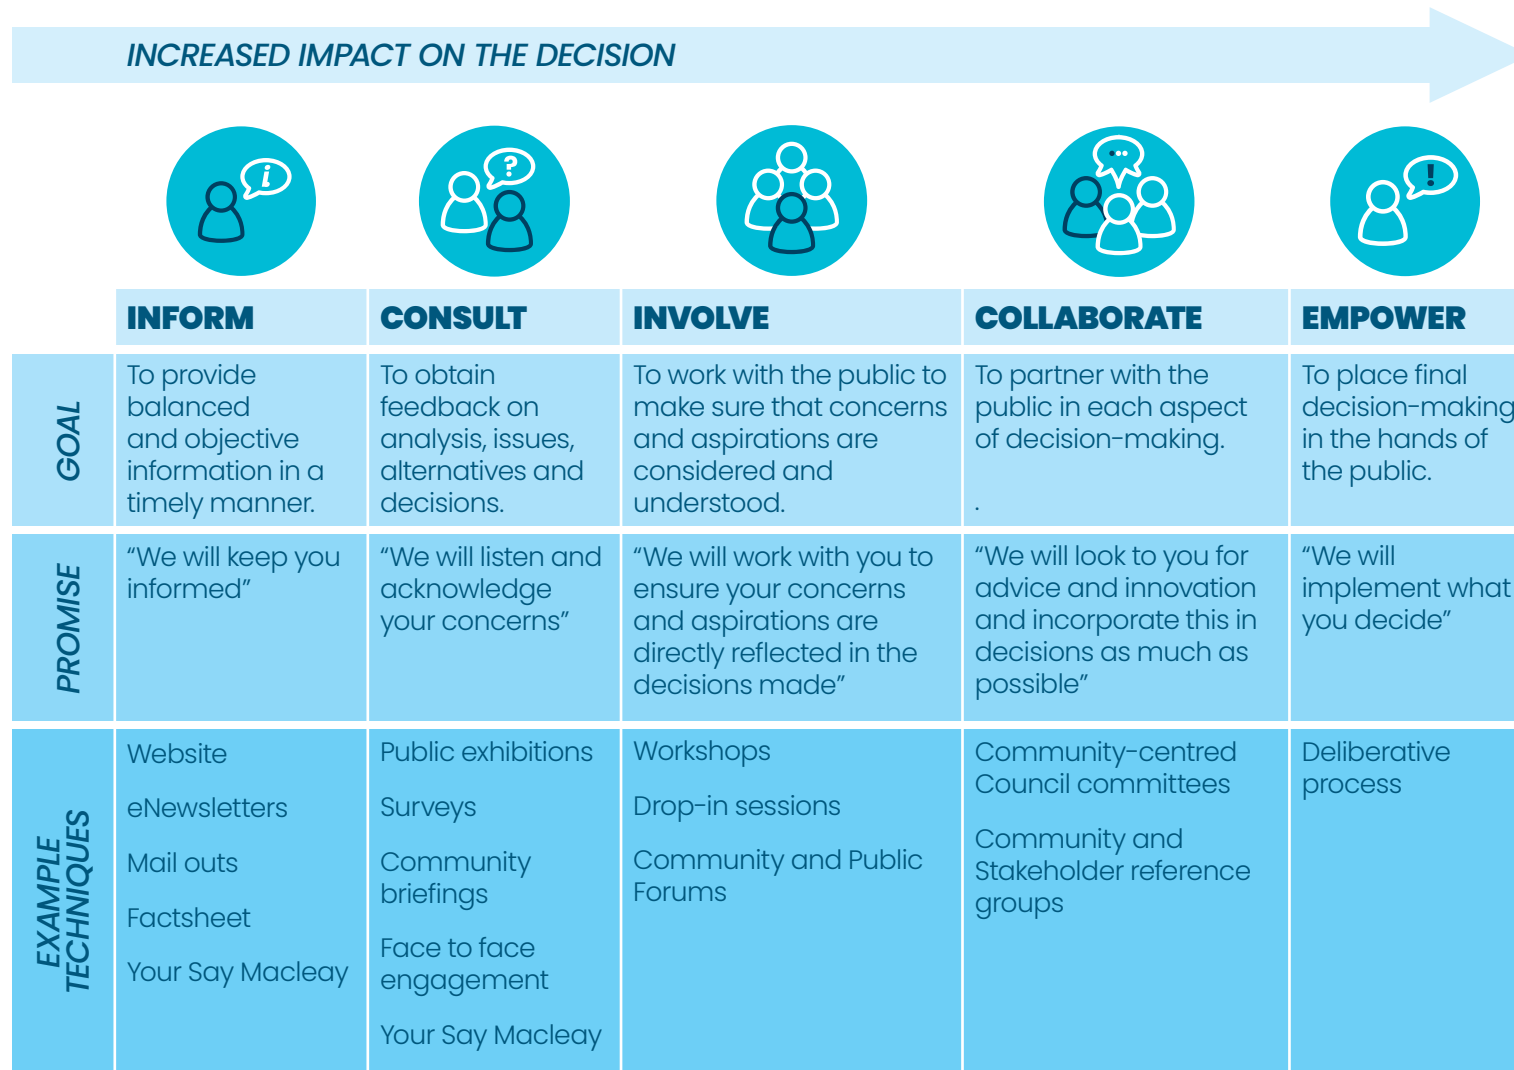 INCREASED IMPACT ON THE DECISION
i
?
...
!
INFORM
CONSULT
INVOLVE
COLLABORATE
EMPOWER
GOAL
To provide
balanced
and objective
information in a
timely manner.
To obtain
feedback on
analysis, issues,
alternatives and
decisions.
To work with the public to
make sure that concerns
and aspirations are
considered and
understood.
To partner with the
public in each aspect
of decision-making.
.
To place final
decision-making
in the hands of
the public.
PROMISE
“We will keep you
informed”
“We will listen and
acknowledge
your concerns”
“We will work with you to
ensure your concerns
and aspirations are
directly reflected in the
decisions made”
“We will look to you for
advice and innovation
and incorporate this in
decisions as much as
possible”
“We will
implement what
you decide”
EXAMPLE
TECHNIQUES
Website
eNewsletters
Mail outs
Factsheet
Your Say Macleay
Public exhibitions
Surveys
Community
briefings
Face to face
engagement
Your Say Macleay
Workshops
Drop-in sessions
Community and Public
Forums
Community-centred
Council committees
Community and
Stakeholder reference
groups
Deliberative
process